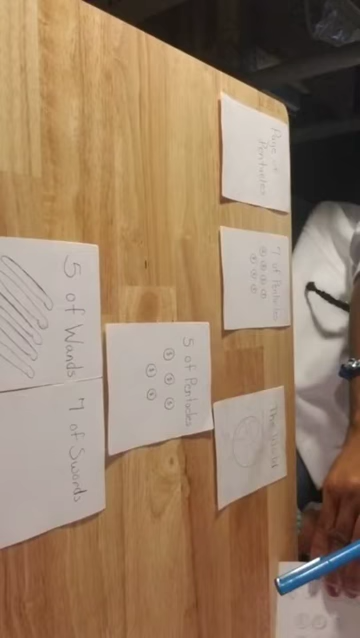 Page of
Pentacles
7 of Pentacles
The World
5 of Pentacles
5 of Wands
7 of Swords